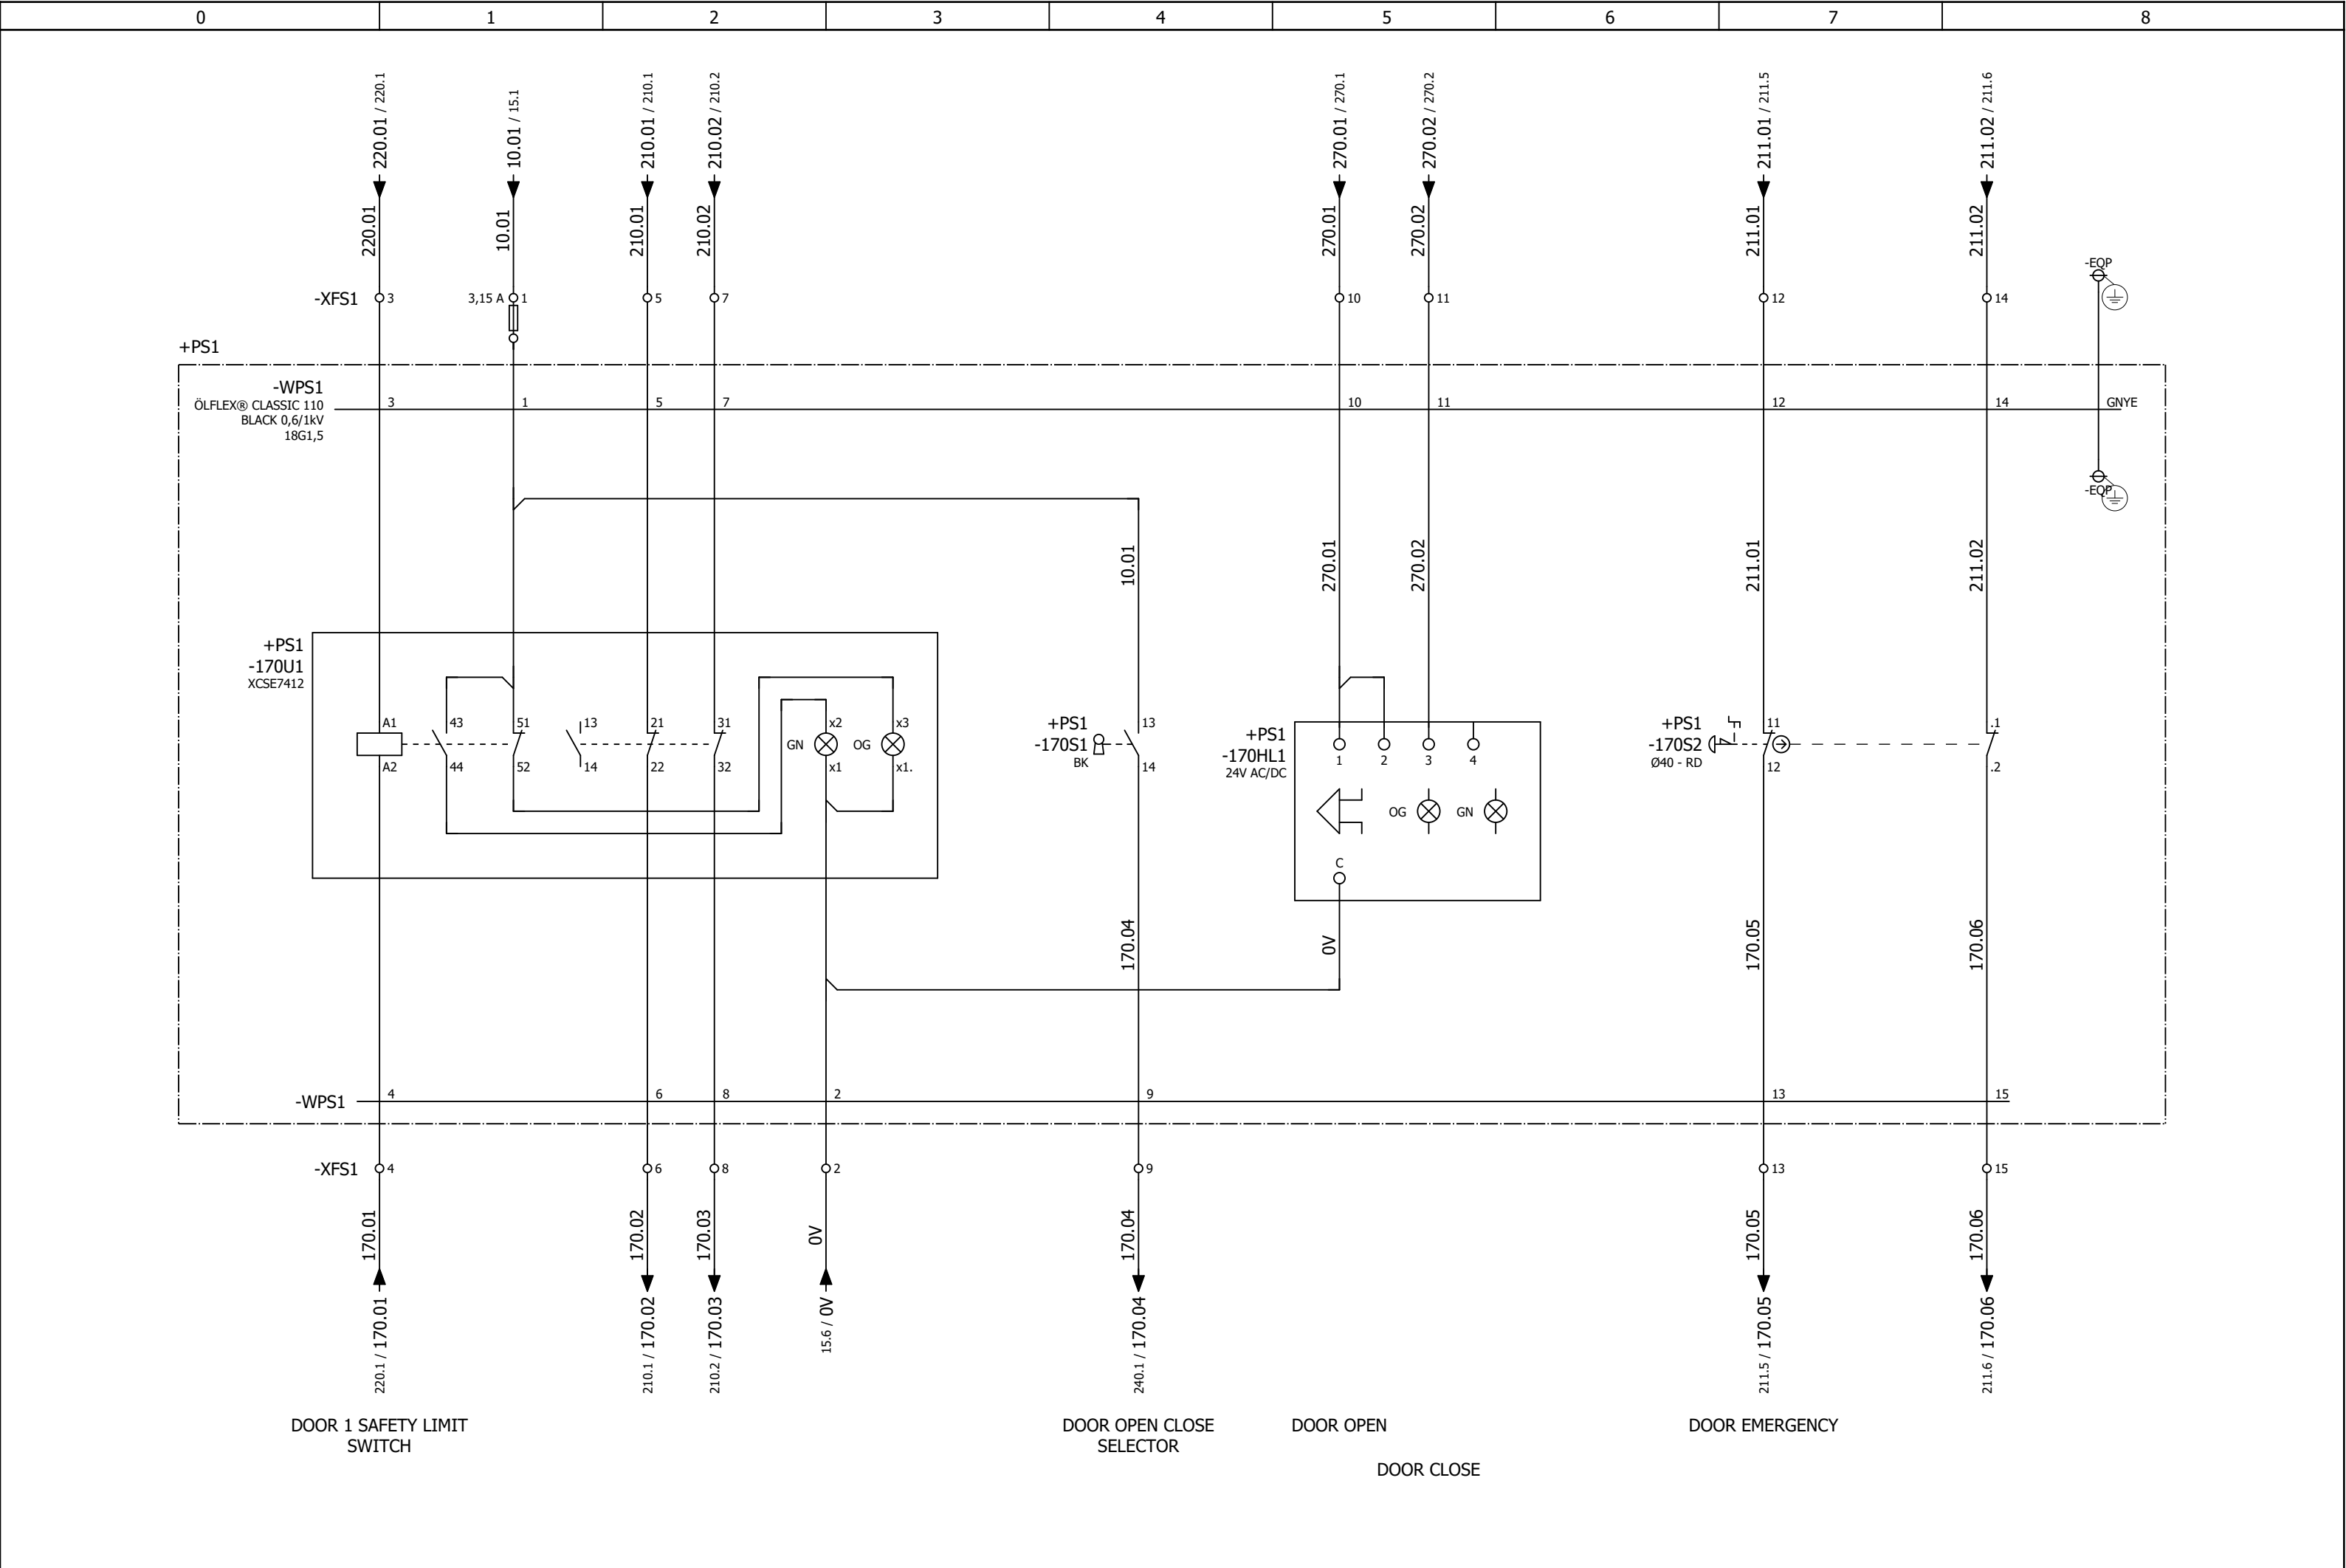 0 1 2 3 4 5 6 7 8
220.01 / 220.1
10.01 / 15.1
210.01 / 210.1
210.02 / 210.2
270.01 / 270.1
270.02 / 270.2
211.01 / 211.5
211.02 / 211.6
220.01
10.01
210.01
210.02
270.01
270.02
211.01
211.02
-EQP
-XFS1 3 3,15 A 1 5 7 10 11 12 14
+PS1
-WPS1
ÖLFLEX® CLASSIC 110
BLACK 0,6/1kV
18G1,5
3 1 5 7 10 11 12 14 GNYE
-EQP
10.01
270.01
270.02
211.01
211.02
+PS1
-170U1
XCSE7412
A1 43 51 13 21 31 x2 x3
GN OG
A2 44 52 14 22 32 x1 x1.
+PS1
-170S1
BK
13
14
+PS1
-170HL1
24V AC/DC
1 2 3 4
OG GN
C
+PS1
-170S2
Ø40 - RD
11
12
.1
.2
170.04
0V
170.05
170.06
-WPS1 4 6 8 2 9 13 15
-XFS1 4 6 8 2 9 13 15
170.01
170.02
170.03
0V
170.04
170.05
170.06
220.1 / 170.01
210.1 / 170.02
210.2 / 170.03
15.6 / 0V
240.1 / 170.04
211.5 / 170.05
211.6 / 170.06
DOOR 1 SAFETY LIMIT
SWITCH
DOOR OPEN CLOSE
SELECTOR
DOOR OPEN
DOOR CLOSE
DOOR EMERGENCY